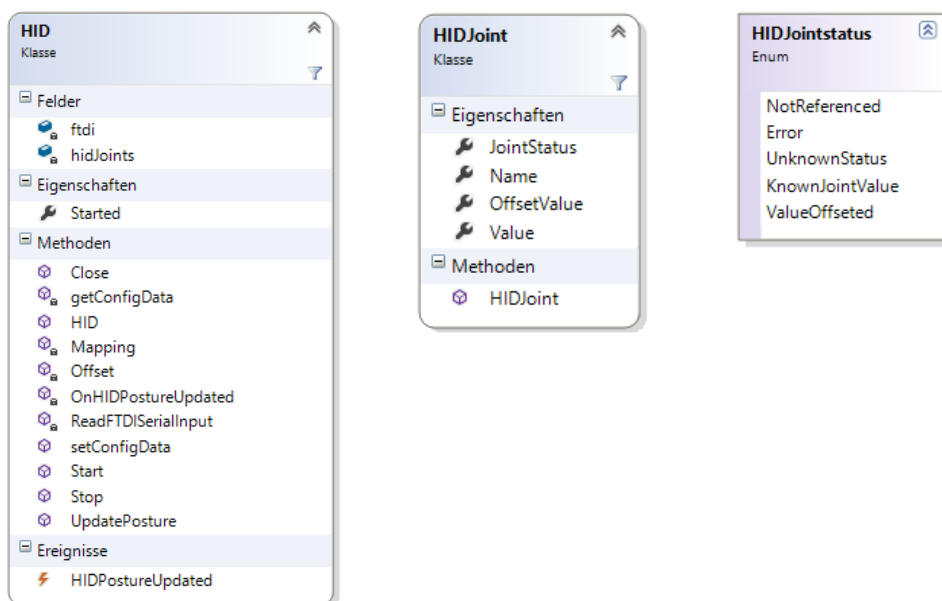 HID
Klasse
Felder
ftdi
hidJoints
Eigenschaften
Started
Methoden
Close
getConfigData
HID
Mapping
Offset
OnHIDPostureUpdated
ReadFTDISerialInput
setConfigData
Start
Stop
UpdatePosture
Ereignisse
HIDPostureUpdated
HIDJoint
Klasse
Eigenschaften
JointStatus
Name
OffsetValue
Value
Methoden
HIDJoint
HIDJointstatus
Enum
NotReferenced
Error
UnknownStatus
KnownJointValue
ValueOffseted